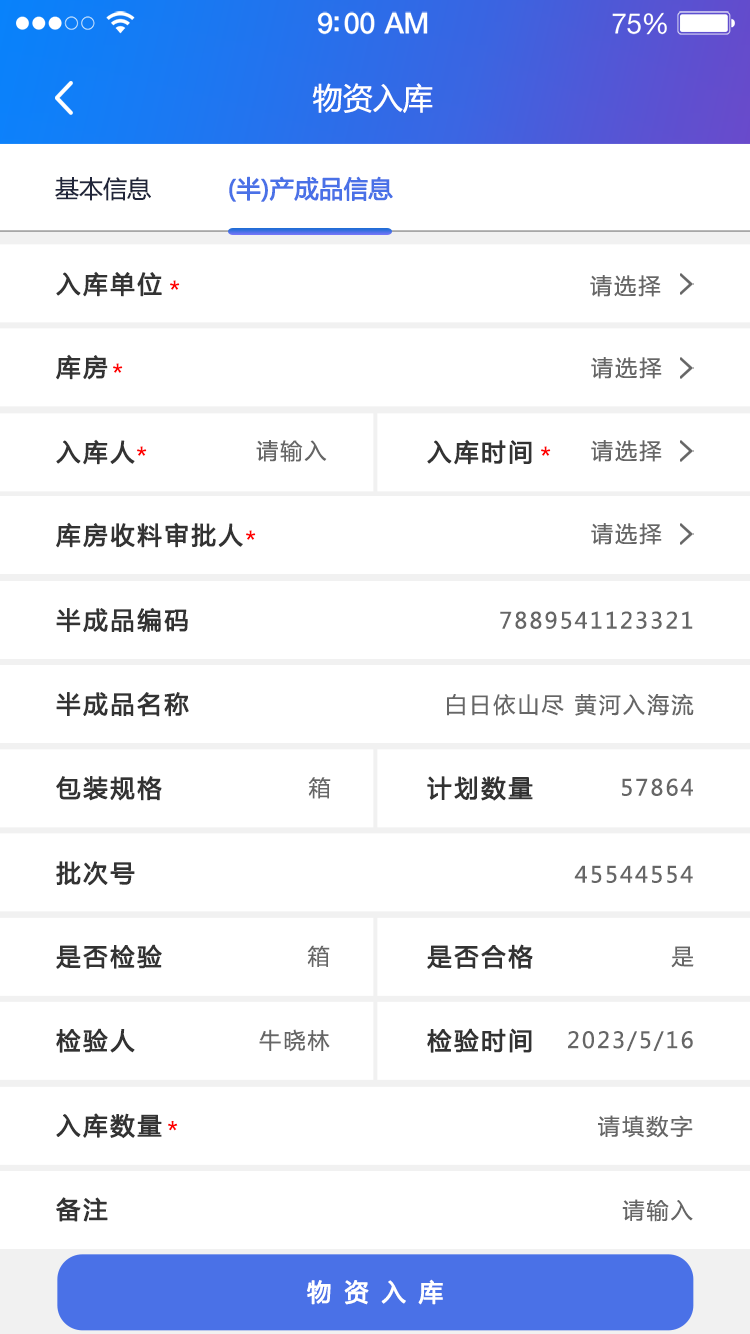 9:00 AM 75%
物资入库
基本信息 (半)产成品信息
入库单位* 请选择
库房* 请选择
入库人* 请输入 入库时间* 请选择
库房收料审批人* 请选择
半成品编码 7889541123321
半成品名称 白日依山尽 黄河入海流
包装规格 箱 计划数量 57864
批次号 45544554
是否检验 箱 是否合格 是
检验人 牛晓林 检验时间 2023/5/16
入库数量* 请填数字
备注 请输入
物资入库